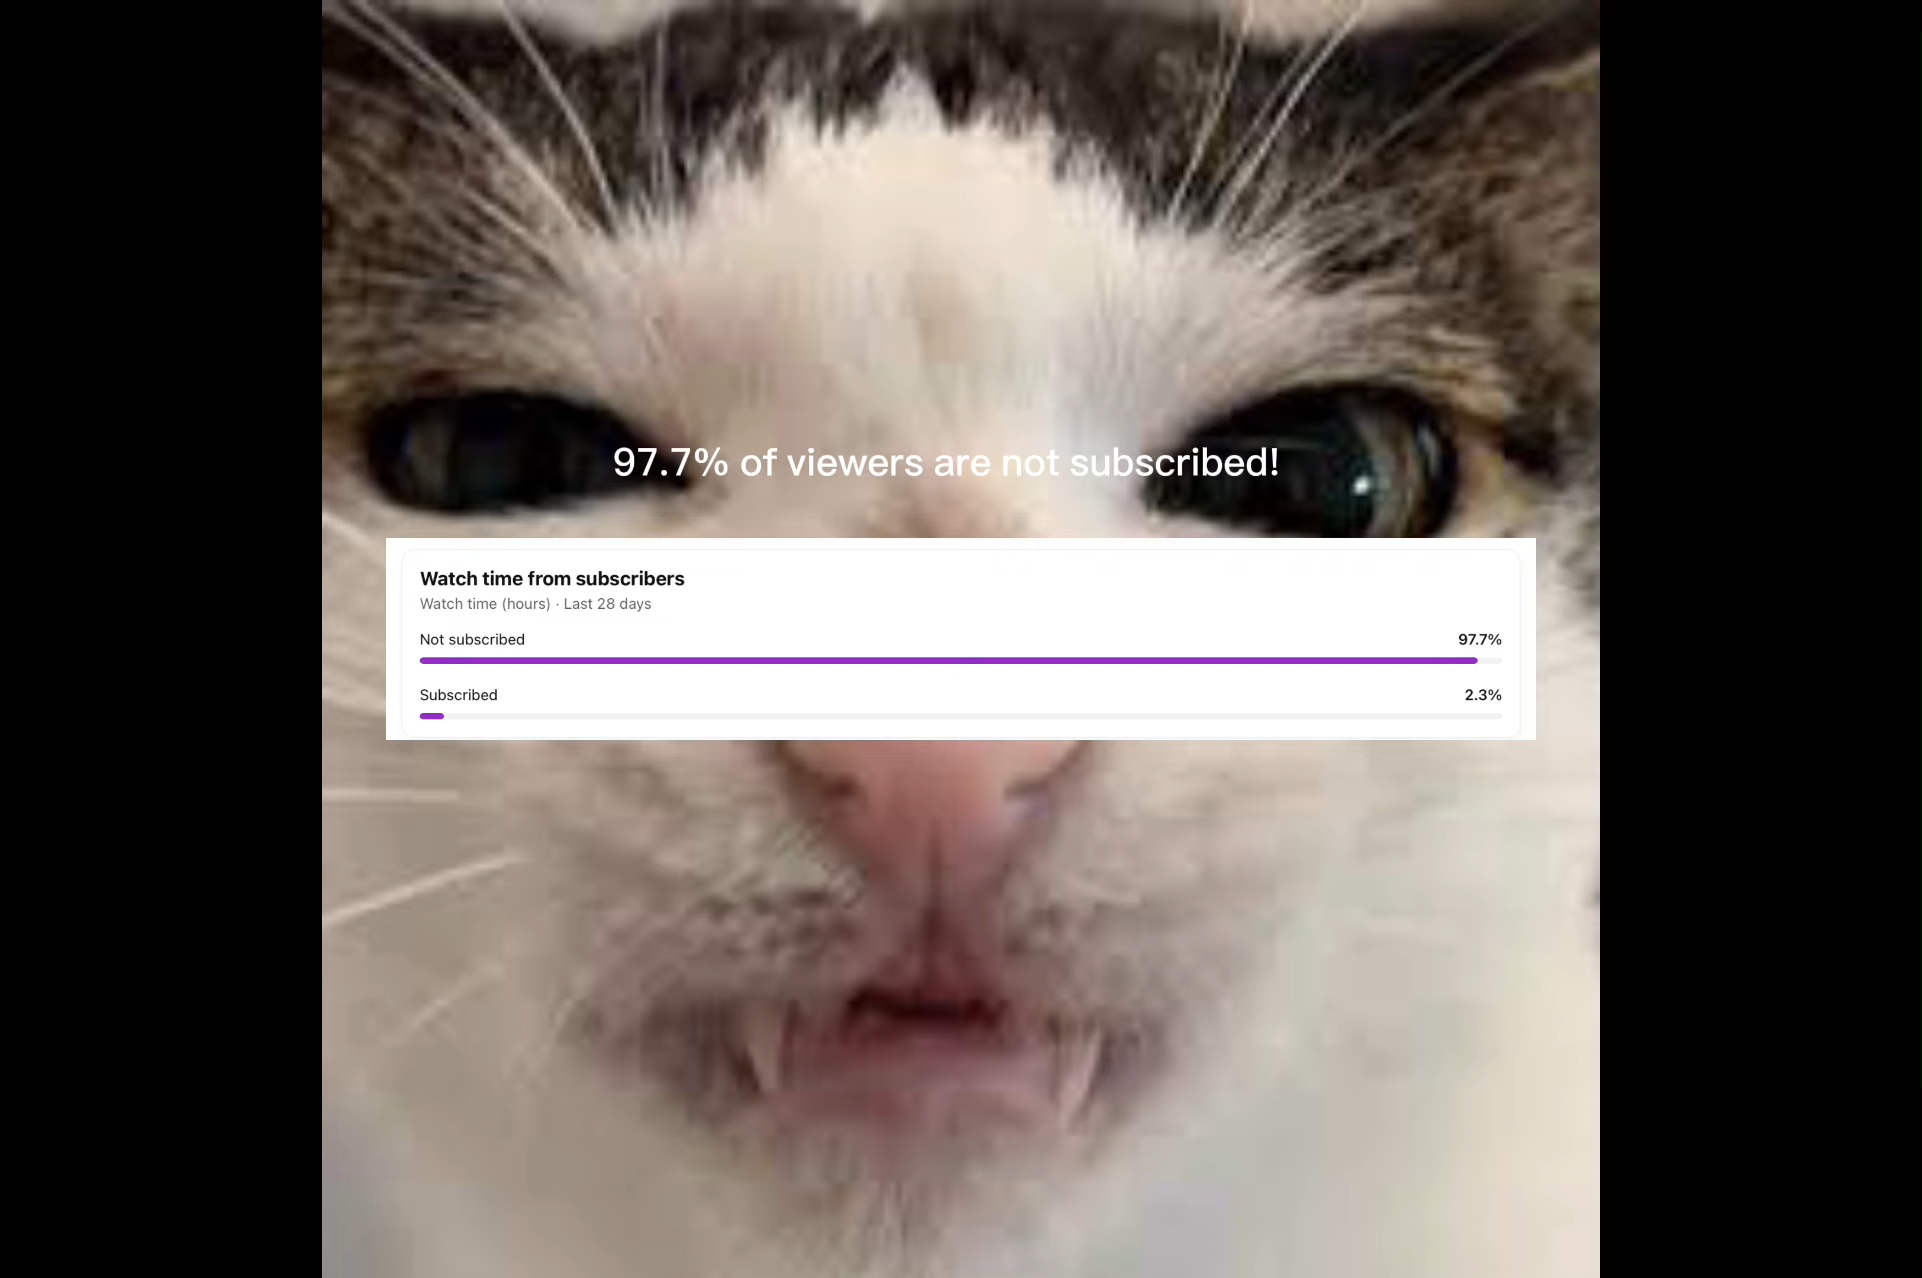 97.7% of viewers are not subscribed!
Watch time from subscribers
Watch time (hours) · Last 28 days
Not subscribed 97.7%
Subscribed 2.3%